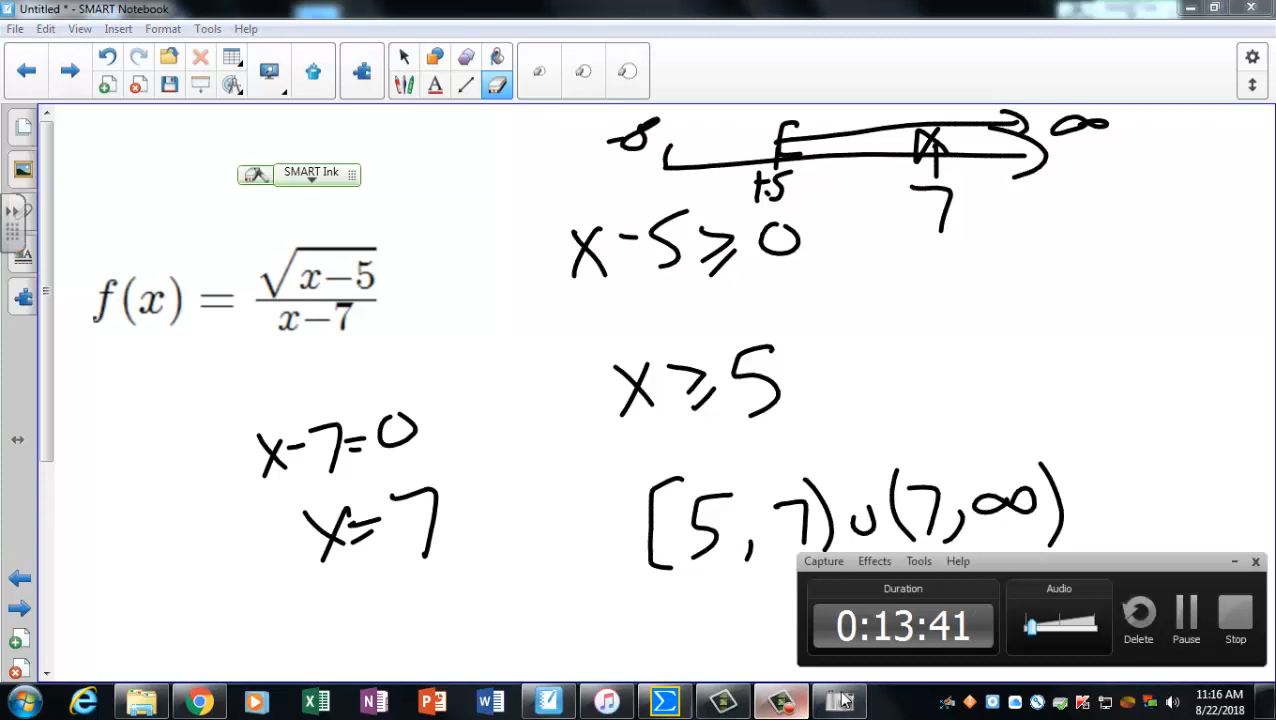 Untitled * - SMART Notebook
File Edit View Insert Format Tools Help
SMART Ink
-∞ ∞
+5 7
x - 5 ≥ 0
f(x) = √(x-5) / (x-7)
x ≥ 5
x - 7 = 0
x = 7
[5, 7) ∪ (7, ∞)
Capture Effects Tools Help
Duration Audio
0:13:41
Delete Pause Stop
11:16 AM
8/22/2018